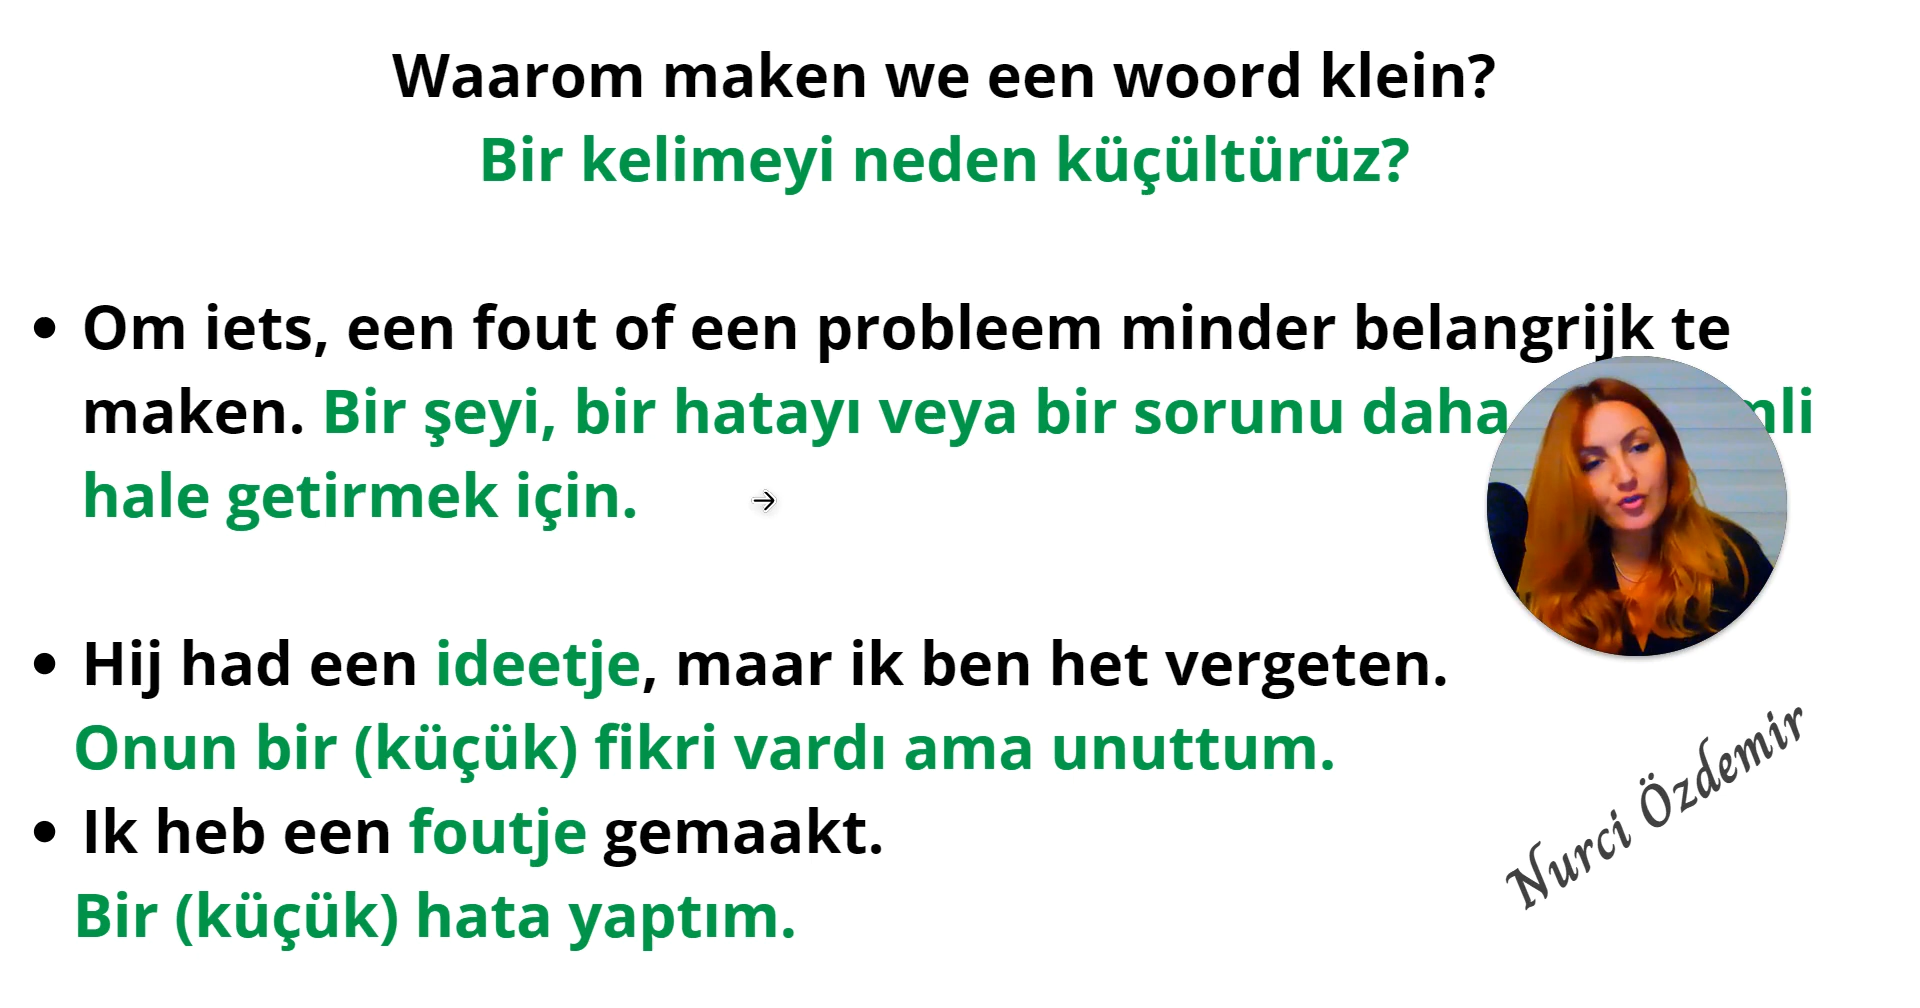 Waarom maken we een woord klein?
Bir kelimeyi neden küçültürüz?
• Om iets, een fout of een probleem minder belangrijk te
maken. Bir şeyi, bir hatayı veya bir sorunu daha
hale getirmek için.
• Hij had een ideetje, maar ik ben het vergeten.
Onun bir (küçük) fikri vardı ama unuttum.
• Ik heb een foutje gemaakt.
Bir (küçük) hata yaptım.
Nurci Özdemir